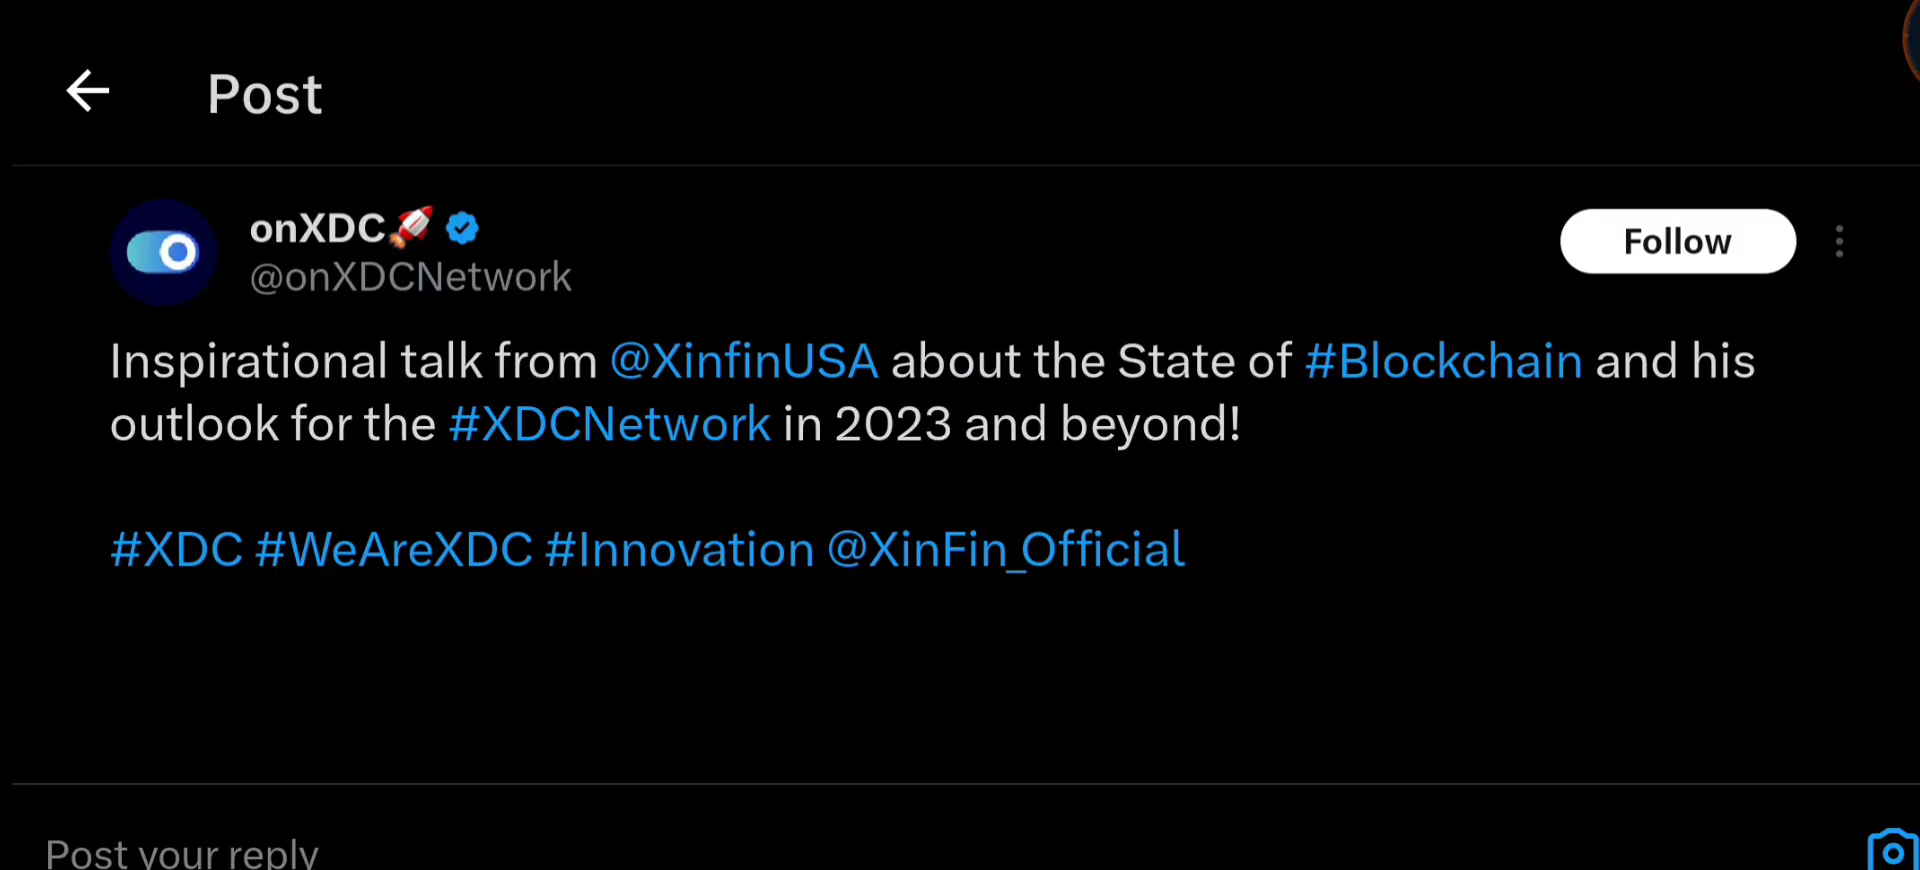 Post
onXDC🚀
@onXDCNetwork
Follow
Inspirational talk from @XinfinUSA about the State of #Blockchain and his
outlook for the #XDCNetwork in 2023 and beyond!
#XDC #WeAreXDC #Innovation @XinFin_Official
Post your reply